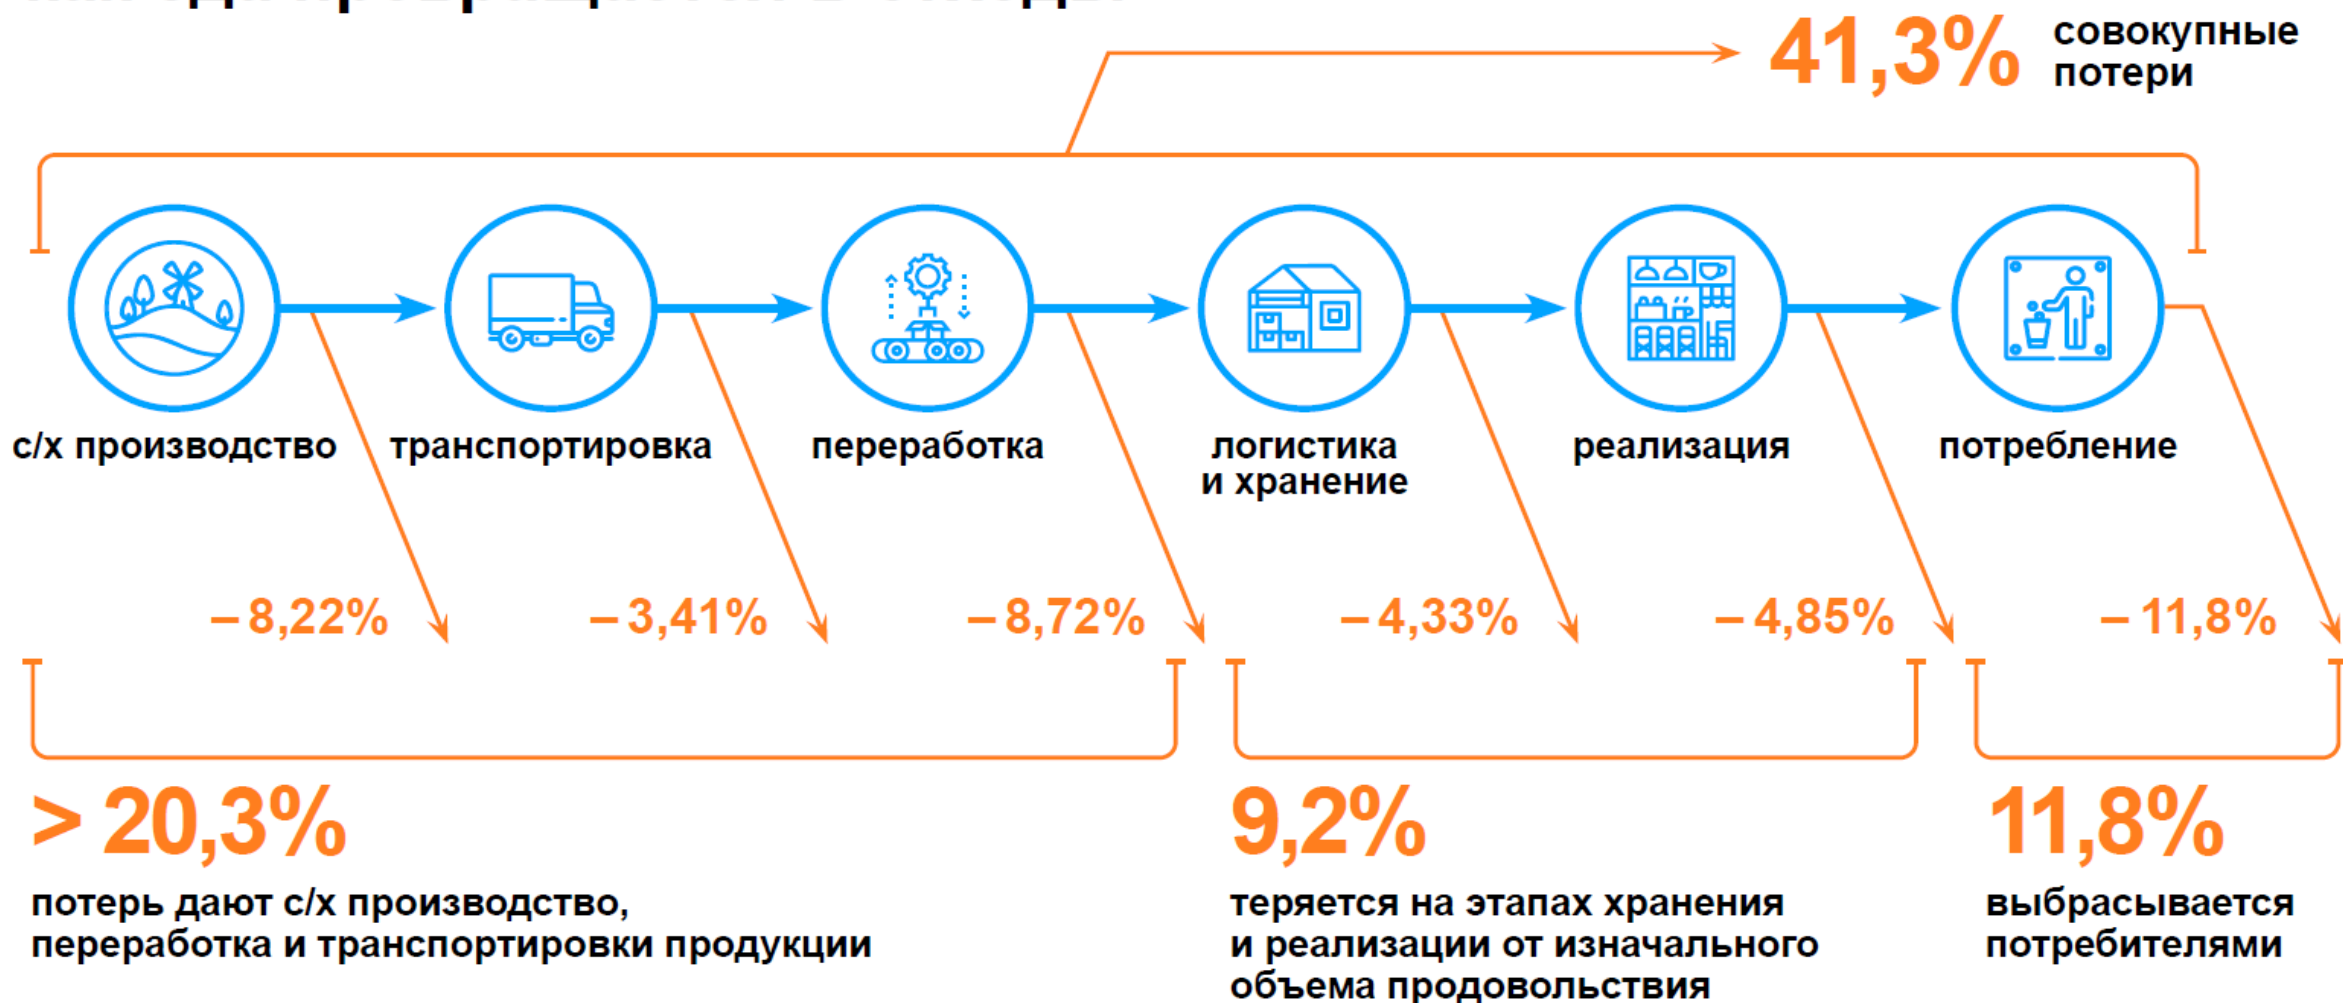 41,3%
совокупные
потери
с/х производство
транспортировка
переработка
логистика
и хранение
реализация
потребление
– 8,22%
– 3,41%
– 8,72%
– 4,33%
– 4,85%
– 11,8%
> 20,3%
потерь дают с/х производство,
переработка и транспортировки продукции
9,2%
теряется на этапах хранения
и реализации от изначального
объема продовольствия
11,8%
выбрасывается
потребителями